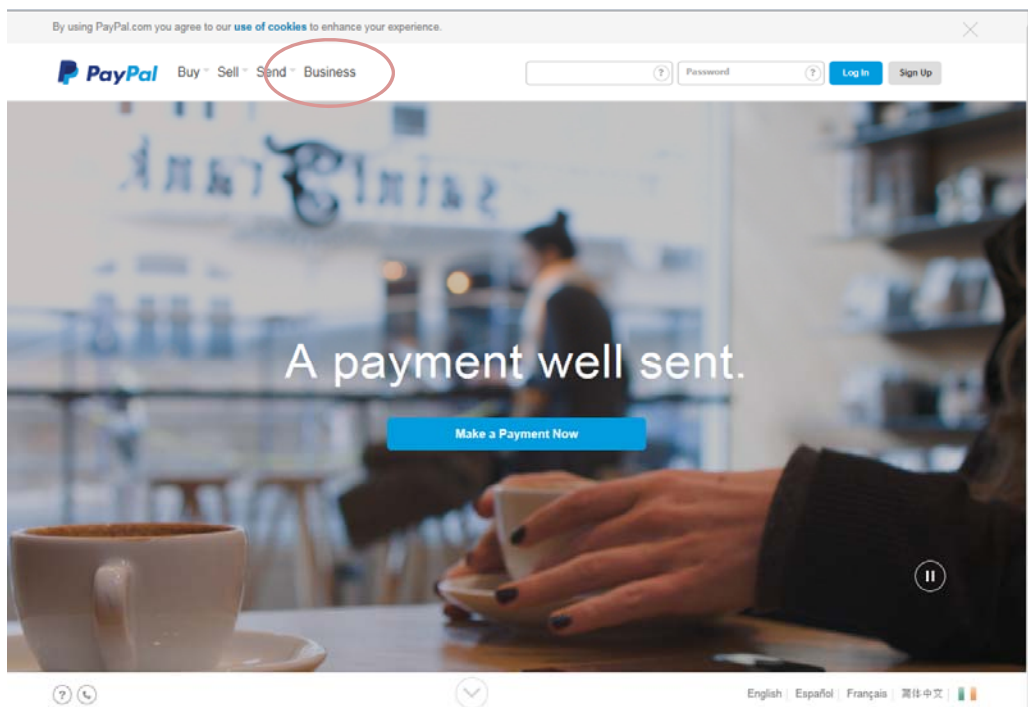 By using PayPal.com you agree to our use of cookies to enhance your experience.
PayPal Buy Sell Send Business ? Password ? Log In Sign Up
saint frank
A payment well sent.
Make a Payment Now
? English Español Français 简体中文